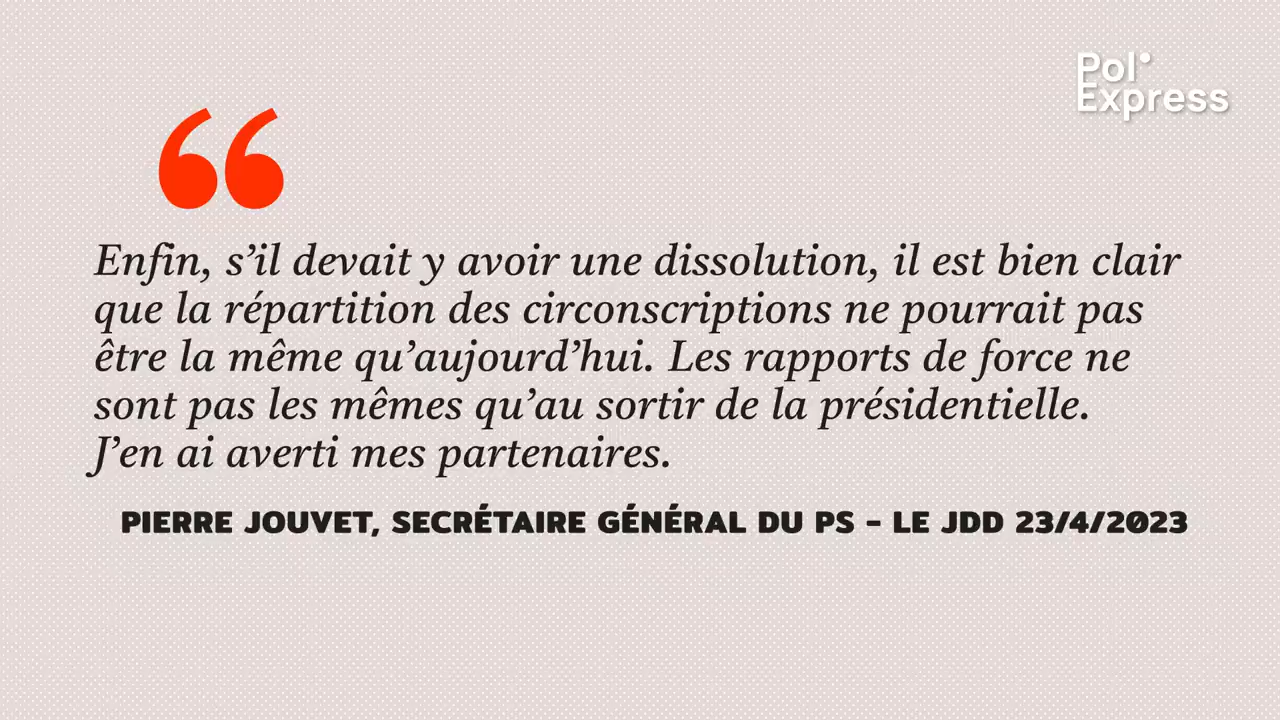 Pol'
Express
“
Enfin, s’il devait y avoir une dissolution, il est bien clair
que la répartition des circonscriptions ne pourrait pas
être la même qu’aujourd’hui. Les rapports de force ne
sont pas les mêmes qu’au sortir de la présidentielle.
J’en ai averti mes partenaires.
PIERRE JOUVET, SECRÉTAIRE GÉNÉRAL DU PS - LE JDD 23/4/2023